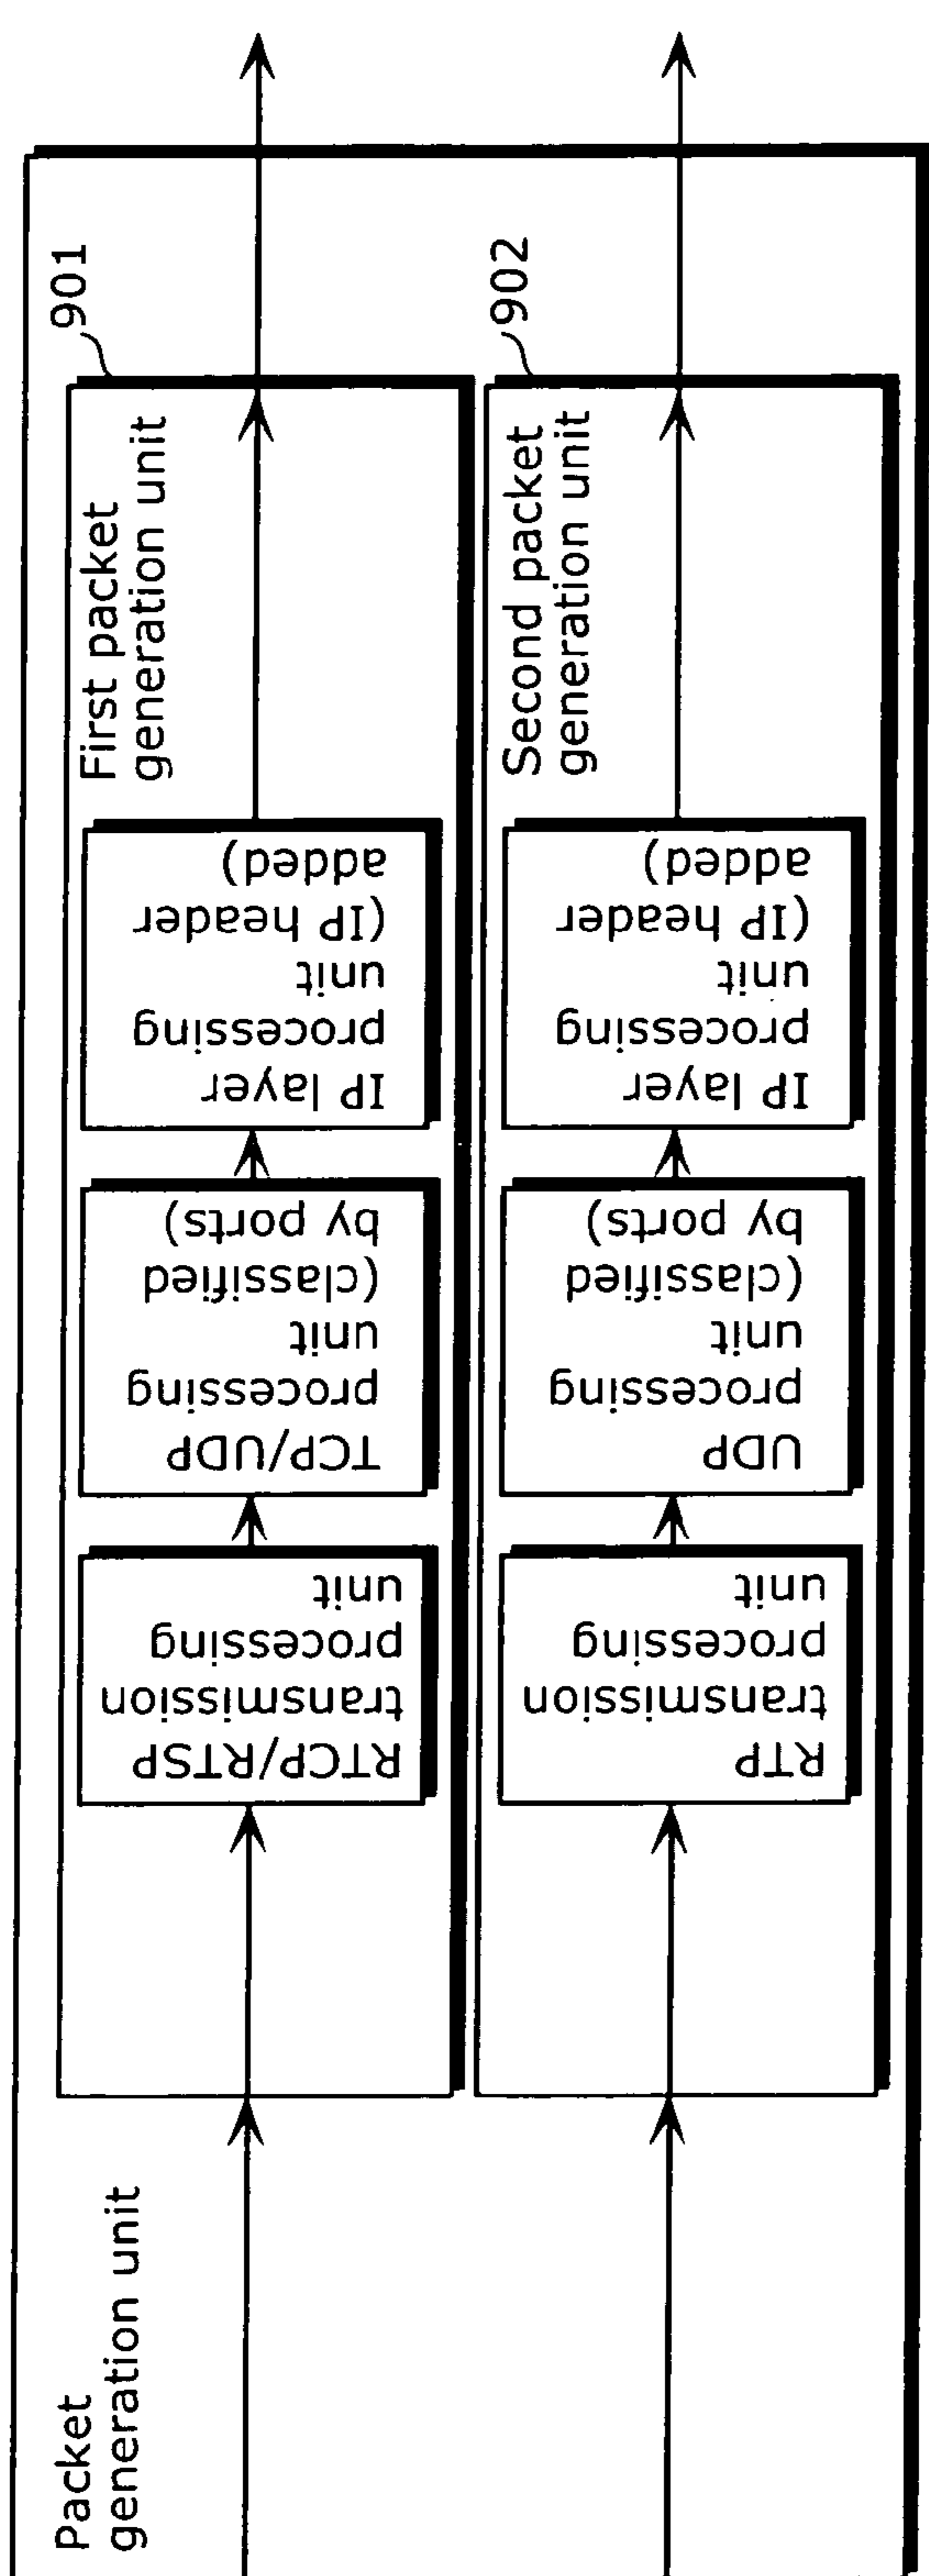 Packet
generation unit
901
First packet
generation unit
RTCP/RTSP
transmission
processing
unit
TCP/UDP
processing
unit
(classified
by ports)
IP layer
processing
unit
(IP header
added)
902
Second packet
generation unit
RTP
transmission
processing
unit
UDP
processing
unit
(classified
by ports)
IP layer
processing
unit
(IP header
added)